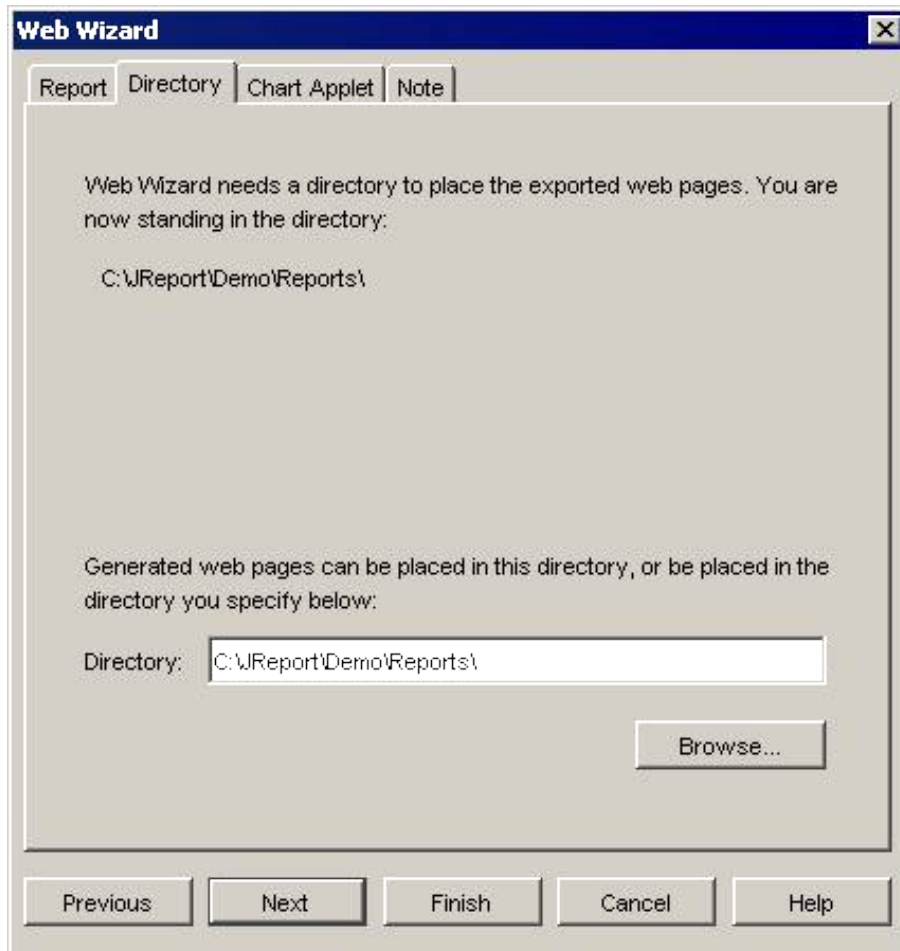 Web Wizard
Report Directory Chart Applet Note
Web Wizard needs a directory to place the exported web pages. You are
now standing in the directory:
C:\JReport\Demo\Reports\
Generated web pages can be placed in this directory, or be placed in the
directory you specify below:
Directory: C:\JReport\Demo\Reports\
Browse...
Previous Next Finish Cancel Help